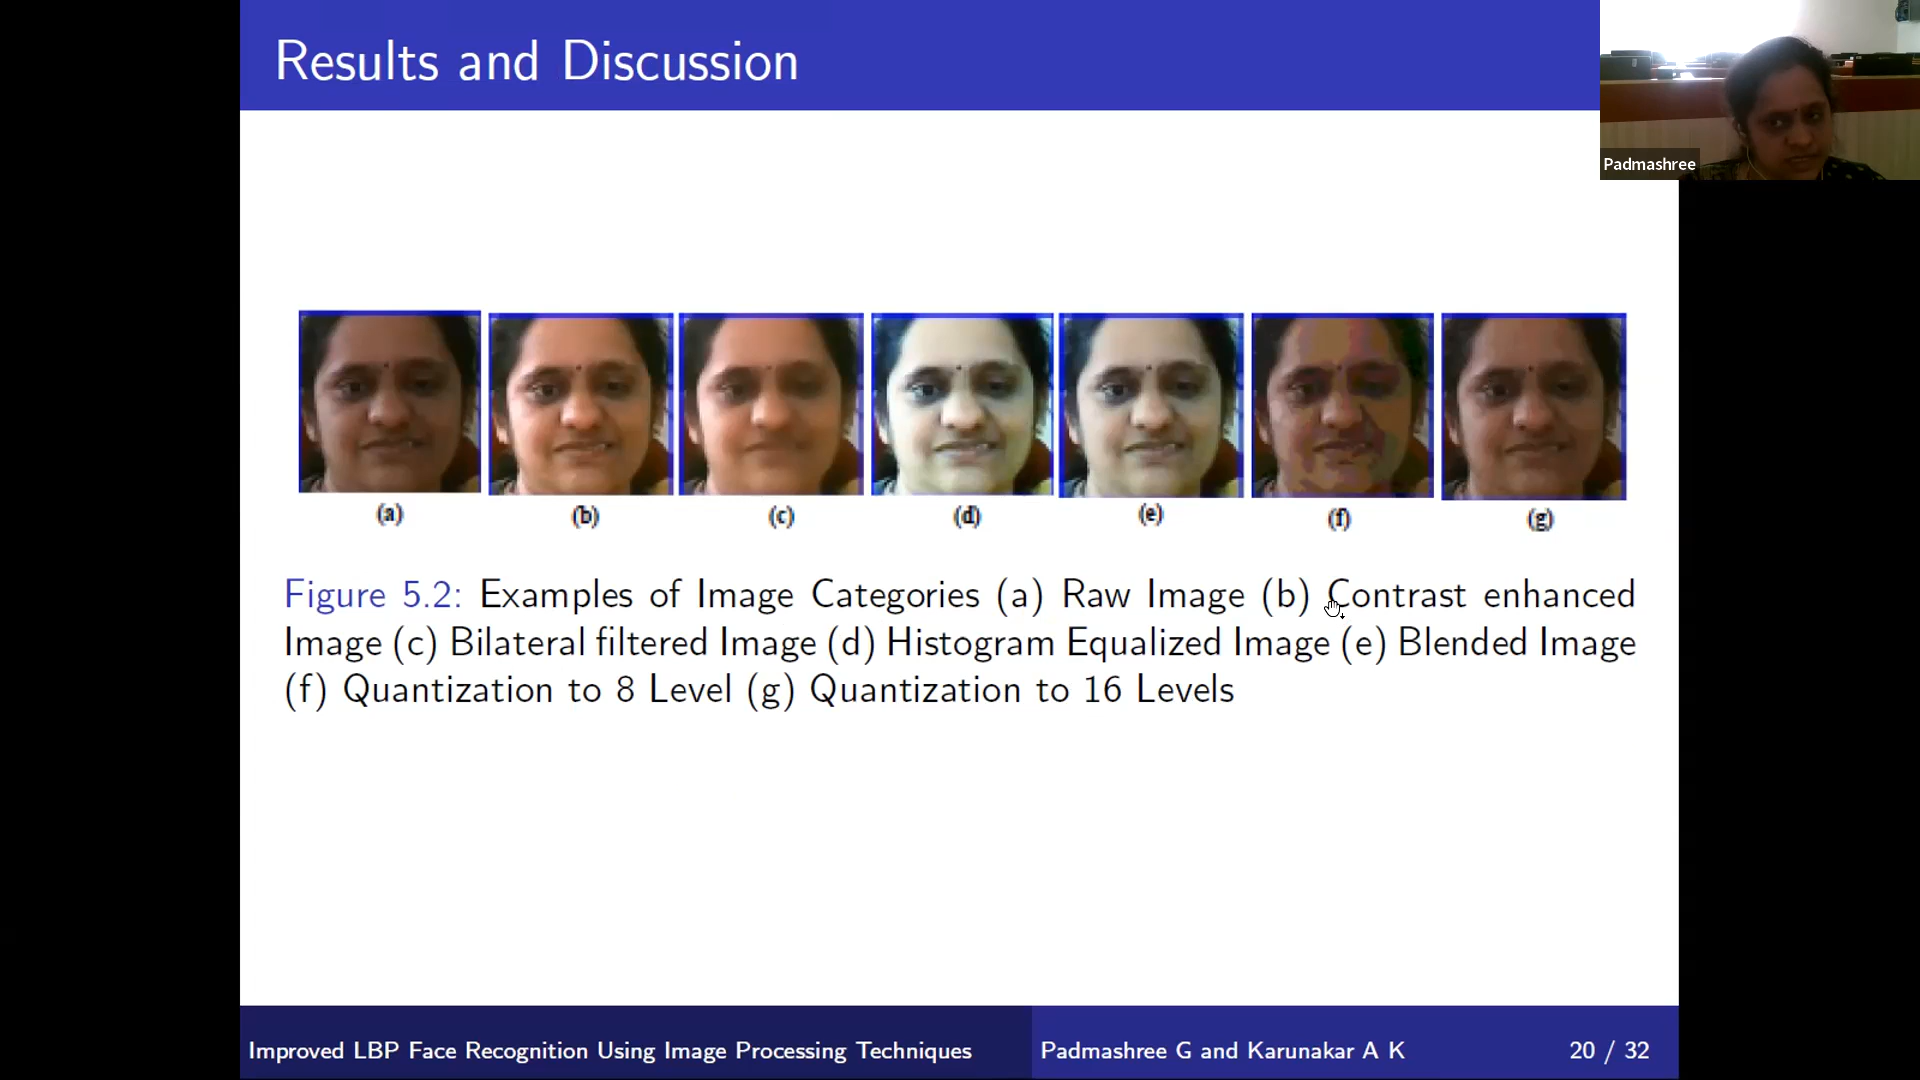 Results and Discussion
Padmashree
(a) (b) (c) (d) (e) (f) (g)
Figure 5.2: Examples of Image Categories (a) Raw Image (b) Contrast enhanced
Image (c) Bilateral filtered Image (d) Histogram Equalized Image (e) Blended Image
(f) Quantization to 8 Level (g) Quantization to 16 Levels
Improved LBP Face Recognition Using Image Processing Techniques Padmashree G and Karunakar A K 20 / 32